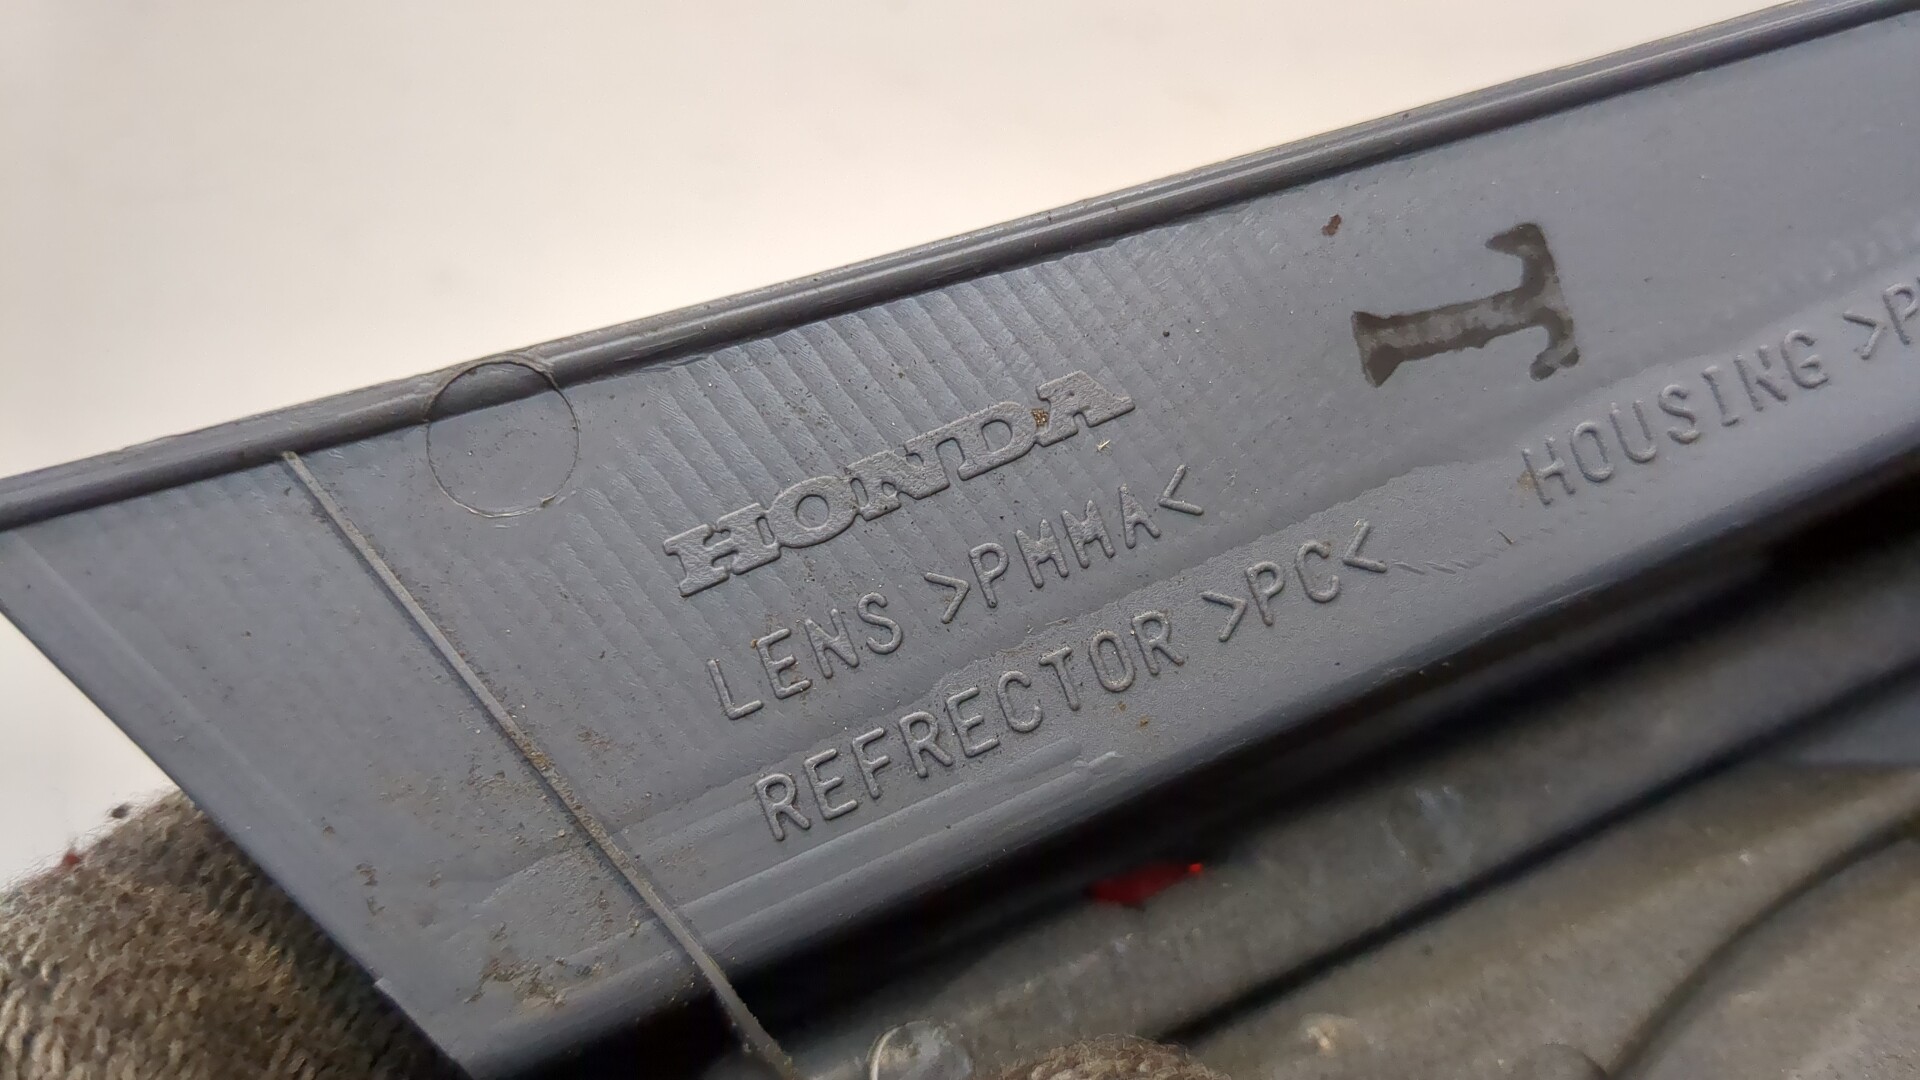 HONDA
LENS >PMMA<
REFRECTOR >PC<
HOUSING >P
T